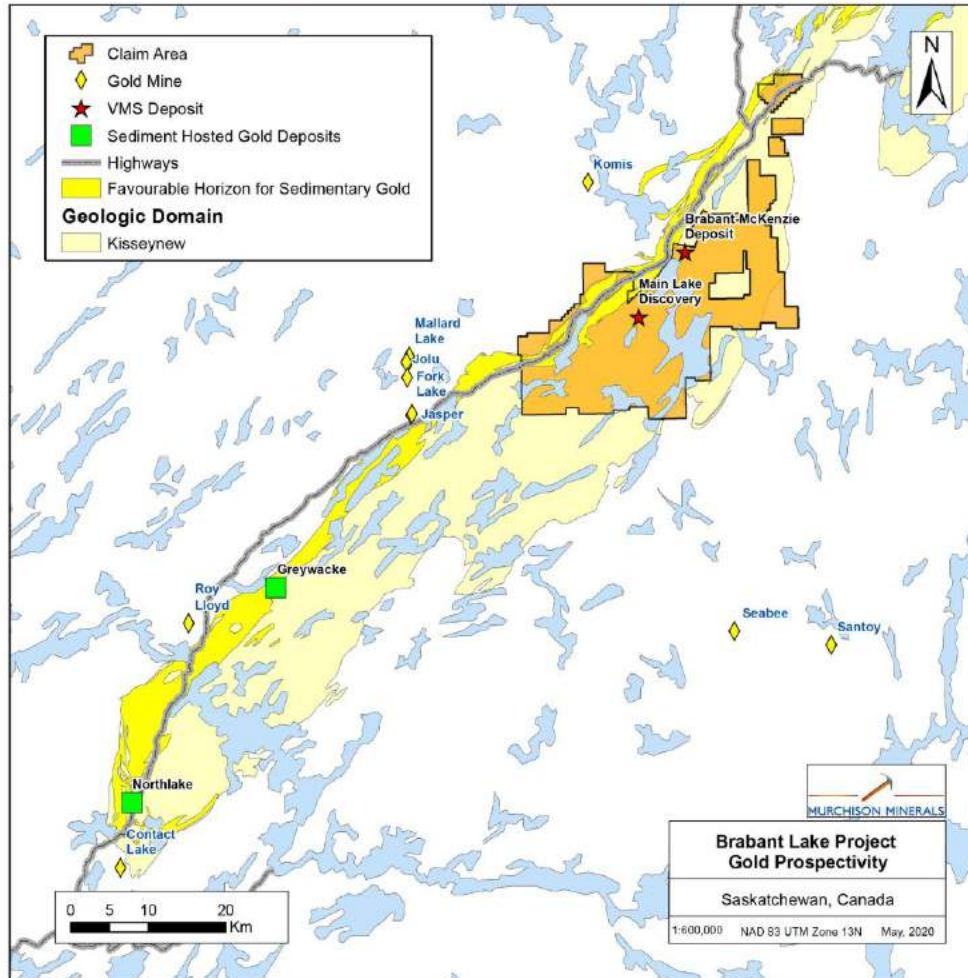 Claim Area
Gold Mine
VMS Deposit
Sediment Hosted Gold Deposits
Highways
Favourable Horizon for Sedimentary Gold
Geologic Domain
Kisseynew
N
Komis
Brabant-McKenzie
Deposit
Main Lake
Discovery
Mallard
Lake
Jolu
Fork
Lake
Jasper
Greywacke
Roy
Lloyd
Seabee
Santoy
Northlake
Contact
Lake
0 5 10 20
Km
MURCHISON MINERALS
Brabant Lake Project
Gold Prospectivity
Saskatchewan, Canada
1:600,000 NAD 83 UTM Zone 13N May, 2020